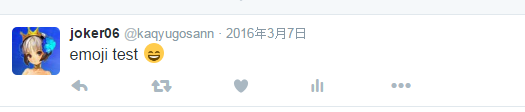 joker06 @kaqyugosann · 2016年3月7日
emoji test 😄